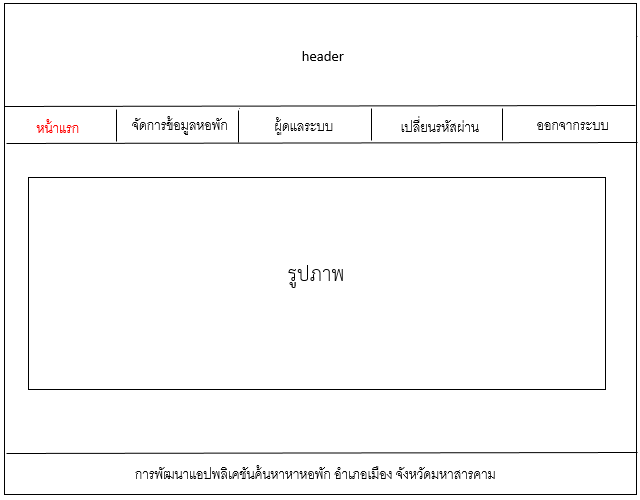 header
หน้าแรก
จัดการข้อมูลหอพัก
ผู้ดแลระบบ
เปลี่ยนรหัสผ่าน
ออกจากระบบ
รูปภาพ
การพัฒนาแอปพลิเคชันค้นหาหาหอพัก อำเภอเมือง จังหวัดมหาสารคาม